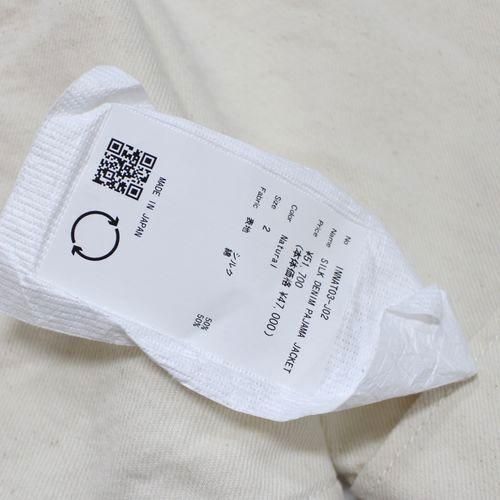 No INNAT03-J02
Name SILK DENIM PAJAMA JACKET
Price ¥51,700
(本体価格 ¥47,000)
Color Natural
Size 2
Fabric 表地 シルク 50%
綿 50%
MADE IN JAPAN